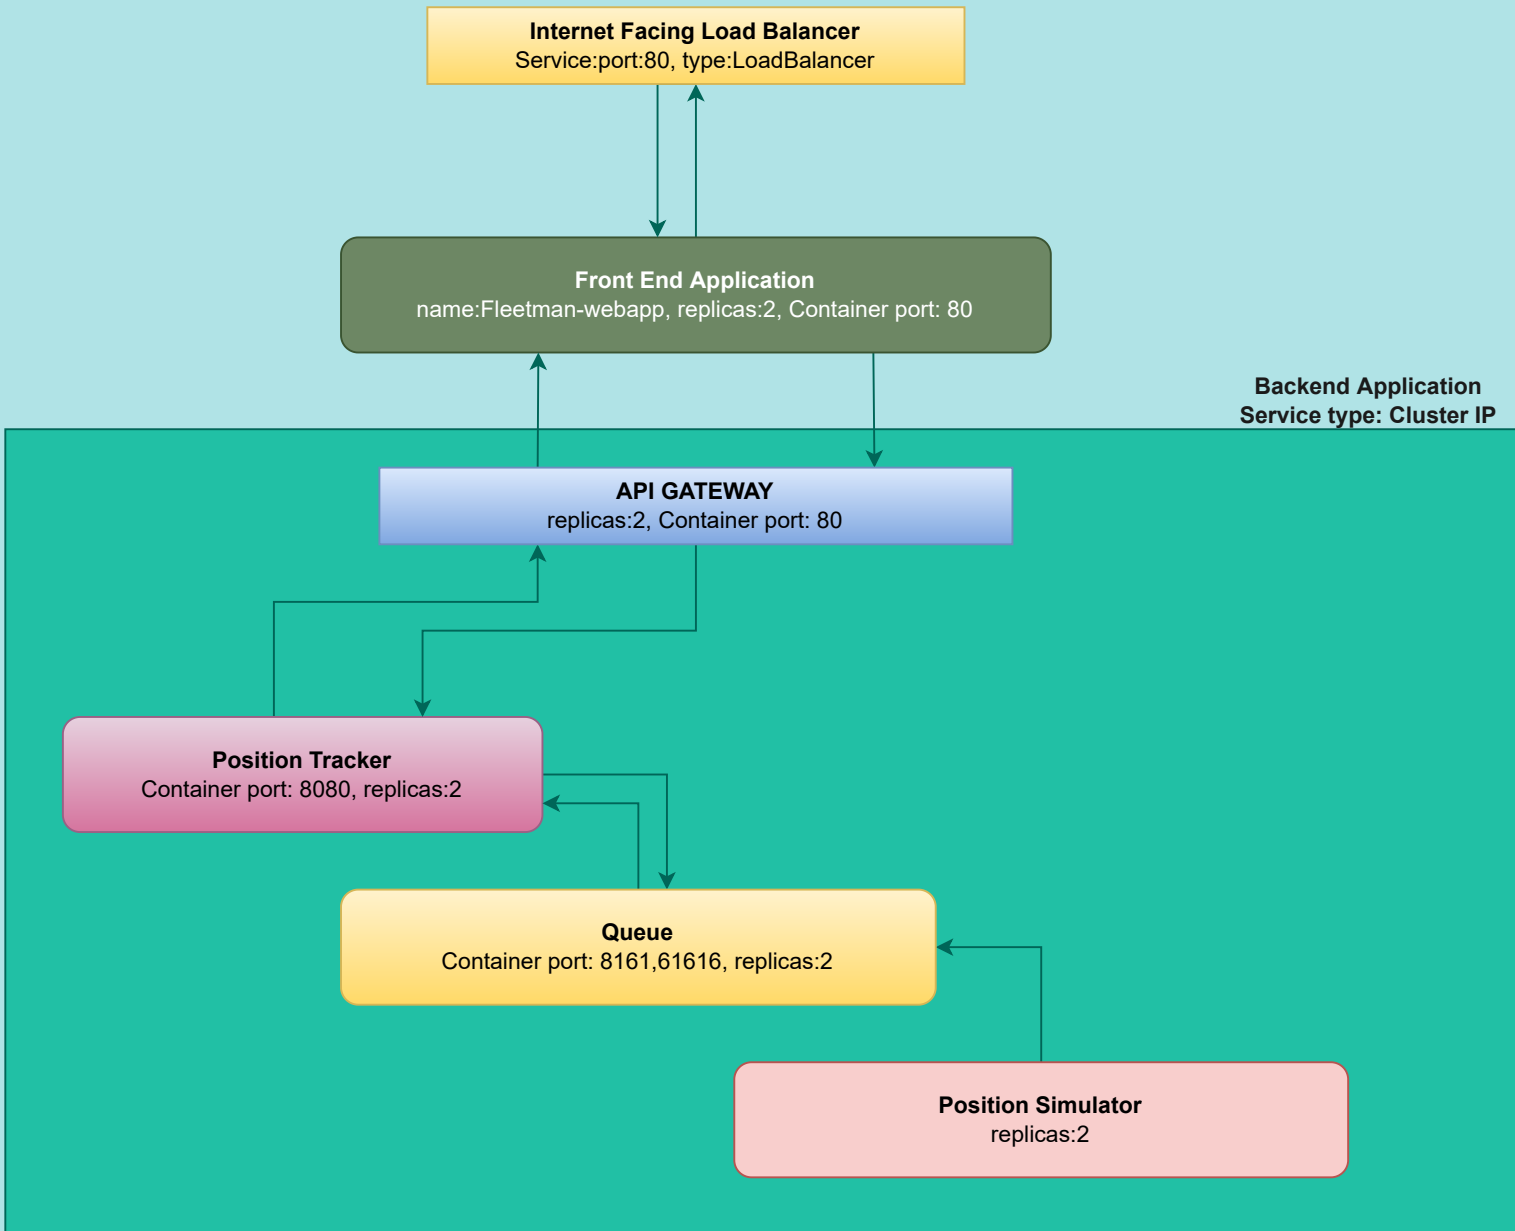 Internet Facing Load Balancer
Service:port:80, type:LoadBalancer
Front End Application
name:Fleetman-webapp, replicas:2, Container port: 80
Backend Application
Service type: Cluster IP
API GATEWAY
replicas:2, Container port: 80
Position Tracker
Container port: 8080, replicas:2
Queue
Container port: 8161,61616, replicas:2
Position Simulator
replicas:2